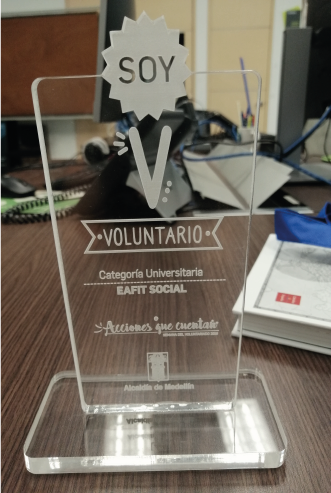 SOY
V
VOLUNTARIO
Categoría Universitaria
EAFIT SOCIAL
Acciones que cuentan
Alcaldía de Medellín